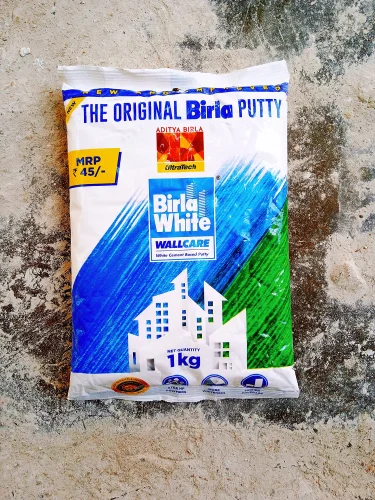 NEW
THE ORIGINAL Birla PUTTY
ADITYA BIRLA
UltraTech
MRP
₹ 45/-
Birla
White
WALLCARE
White Cement Based Putty
NET QUANTITY
1kg